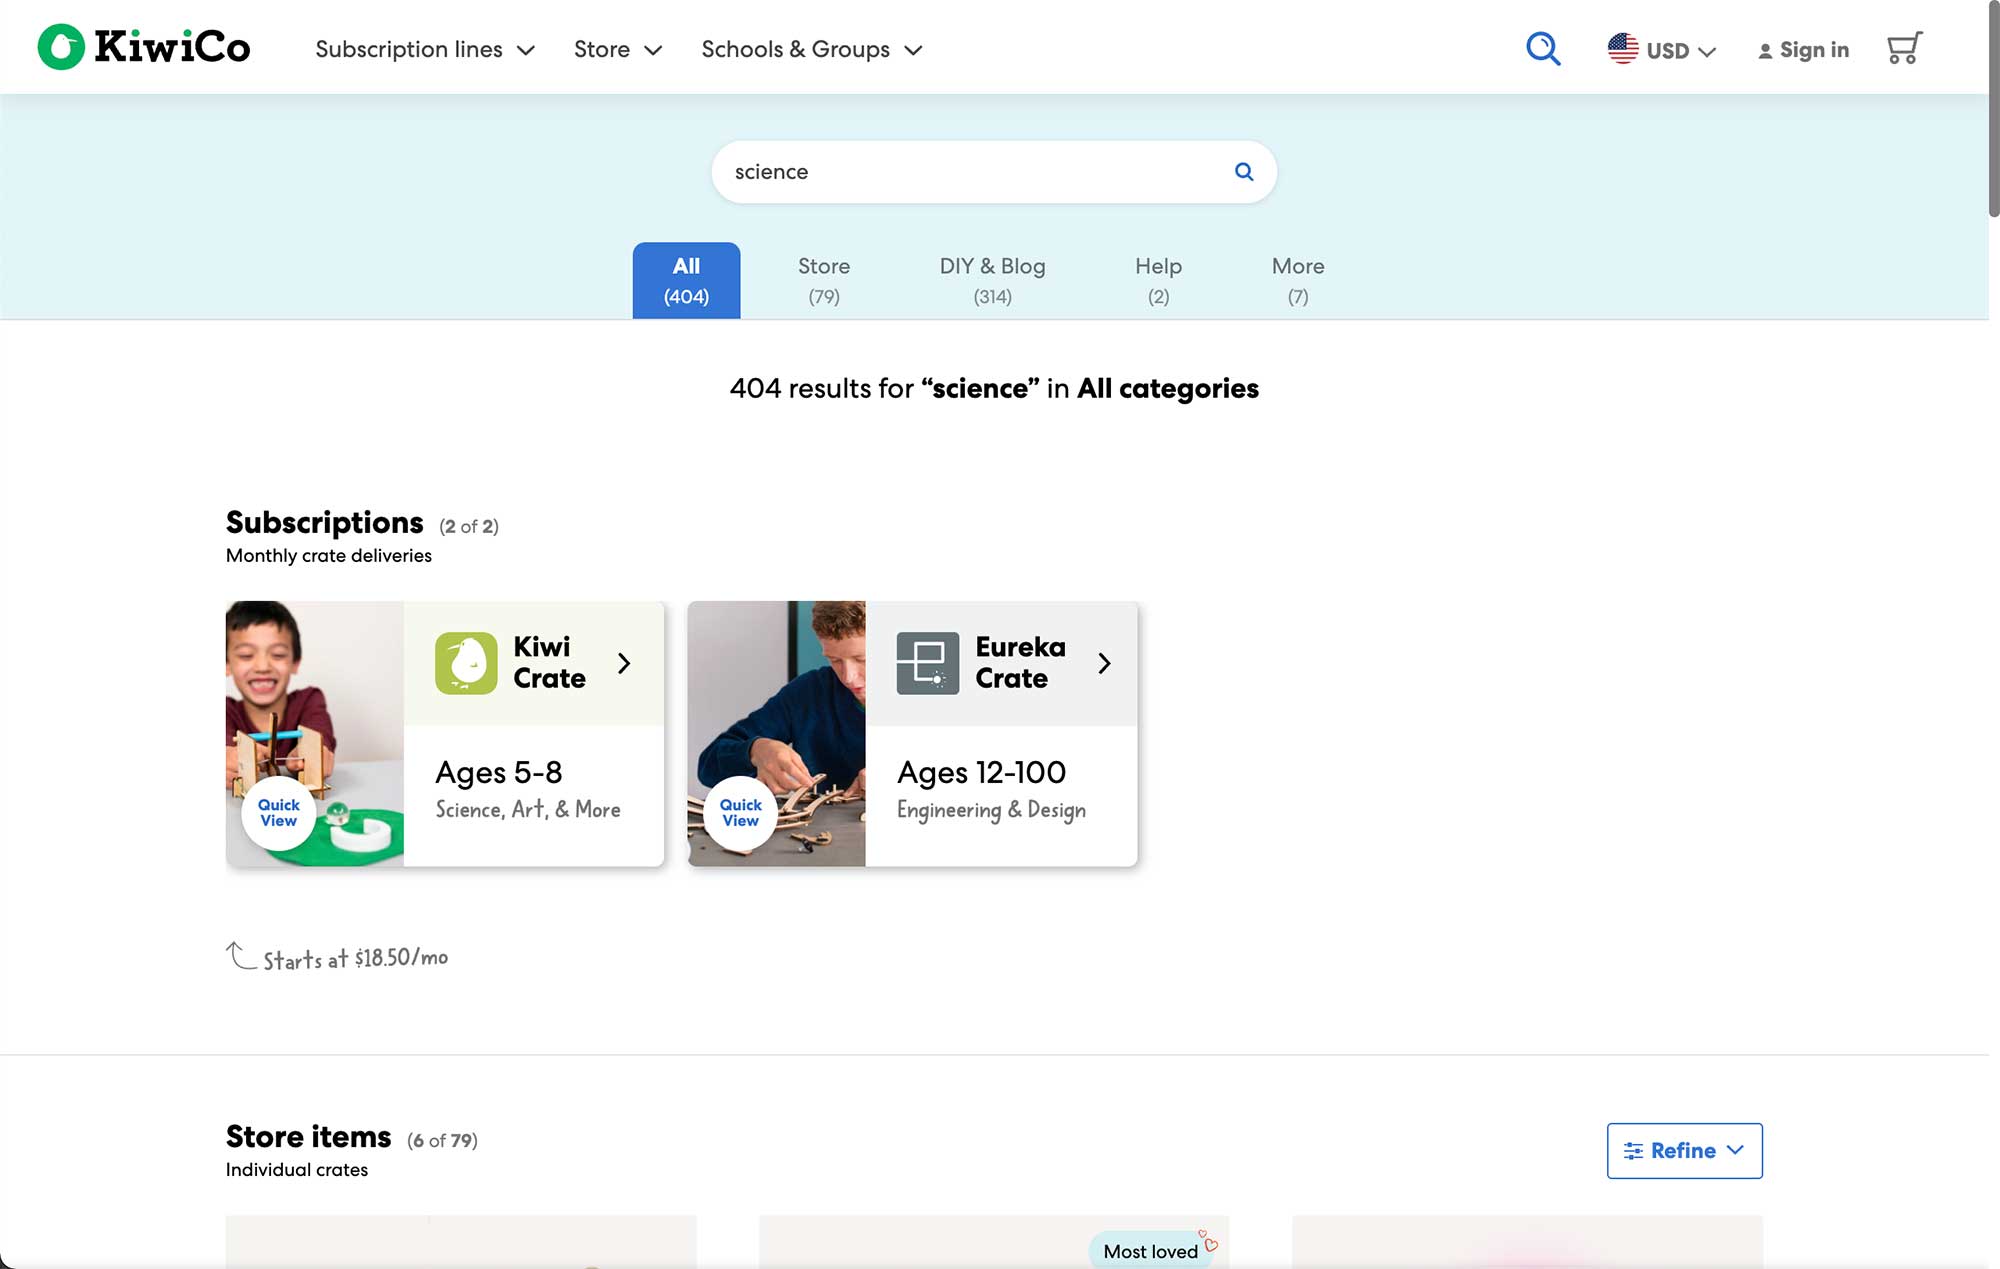 KiwiCo
Subscription lines
Store
Schools & Groups
USD
Sign in
science
All
(404)
Store
(79)
DIY & Blog
(314)
Help
(2)
More
(7)
404 results for “science” in All categories
Subscriptions (2 of 2)
Monthly crate deliveries
Kiwi
Crate
Ages 5-8
Science, Art, & More
Quick
View
Eureka
Crate
Ages 12-100
Engineering & Design
Quick
View
Starts at $18.50/mo
Store items (6 of 79)
Individual crates
Refine
Most loved